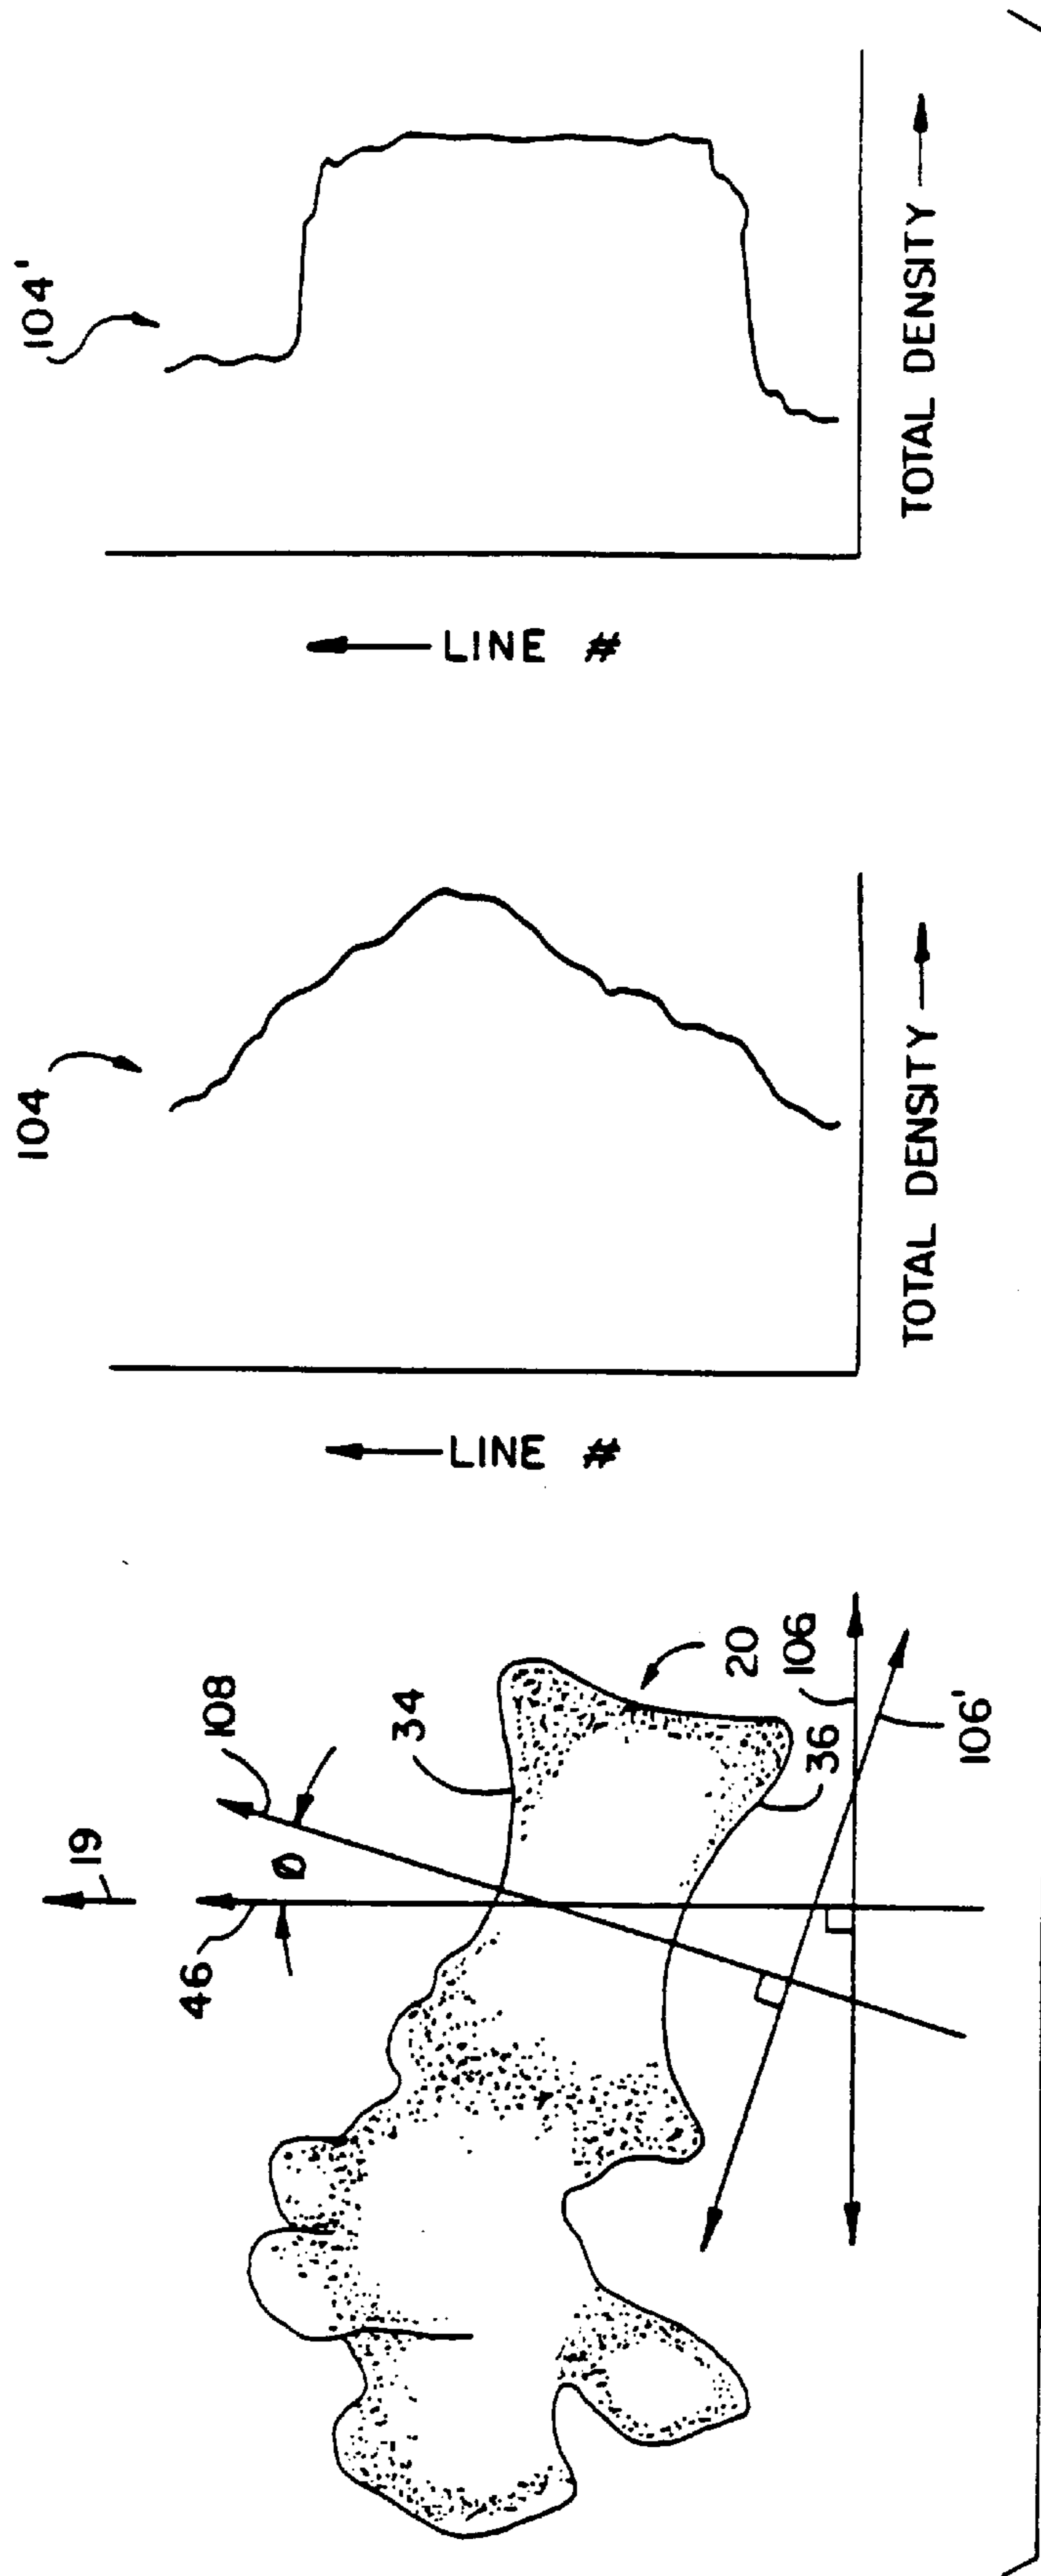 104'
LINE #
TOTAL DENSITY
104
LINE #
TOTAL DENSITY
19
46
Ø
108
34
20
36
106
106'